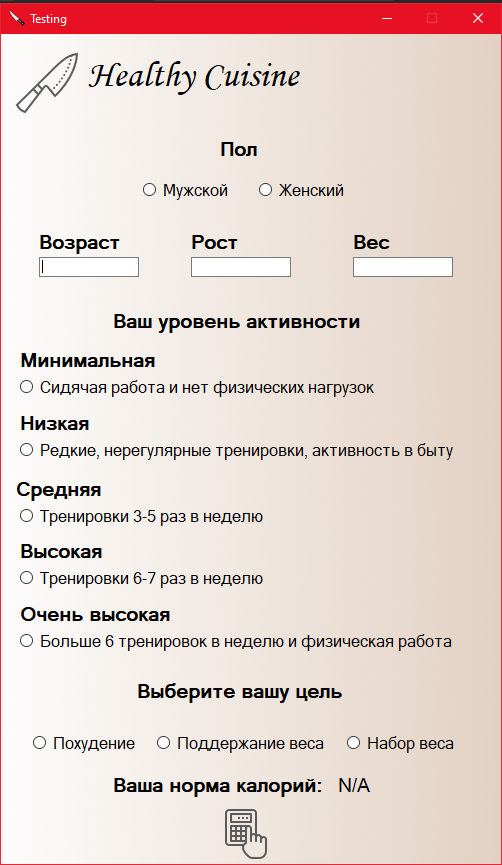 Testing
Healthy Cuisine
Пол
Мужской Женский
Возраст Рост Вес
Ваш уровень активности
Минимальная
Сидячая работа и нет физических нагрузок
Низкая
Редкие, нерегулярные тренировки, активность в быту
Средняя
Тренировки 3-5 раз в неделю
Высокая
Тренировки 6-7 раз в неделю
Очень высокая
Больше 6 тренировок в неделю и физическая работа
Выберите вашу цель
Похудение Поддержание веса Набор веса
Ваша норма калорий: N/A